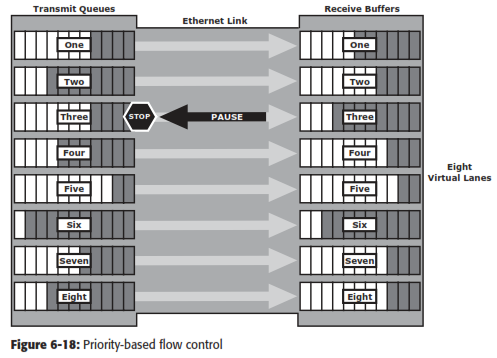 Transmit Queues
Ethernet Link
Receive Buffers
One
One
Two
Two
Three
STOP
PAUSE
Three
Four
Four
Eight
Virtual Lanes
Five
Five
Six
Six
Seven
Seven
Eight
Eight
Figure 6-18: Priority-based flow control